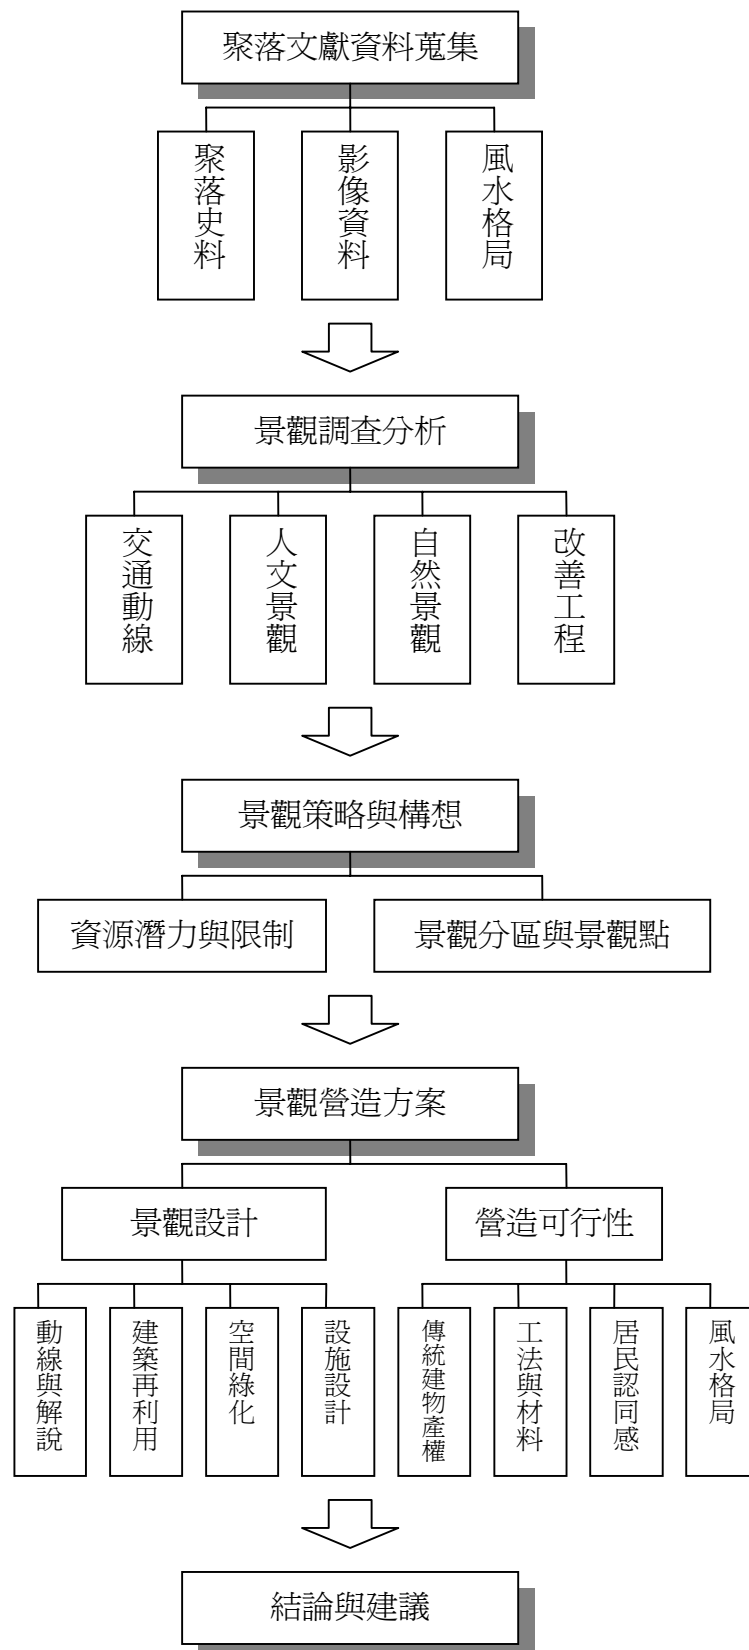 聚落文獻資料蒐集
聚落史料
影像資料
風水格局
景觀調查分析
交通動線
人文景觀
自然景觀
改善工程
景觀策略與構想
資源潛力與限制
景觀分區與景觀點
景觀營造方案
景觀設計
營造可行性
動線與解說
建築再利用
空間綠化
設施設計
傳統建物產權
工法與材料
居民認同感
風水格局
結論與建議